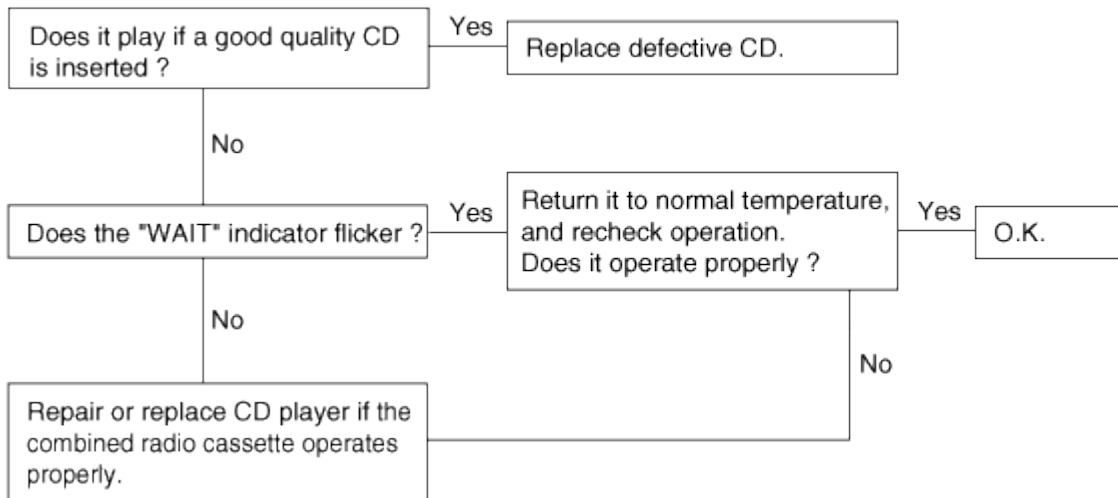 Does it play if a good quality CD
is inserted ?
Yes
Replace defective CD.
No
Does the "WAIT" indicator flicker ?
Yes
Return it to normal temperature,
and recheck operation.
Does it operate properly ?
Yes
O.K.
No
No
Repair or replace CD player if the
combined radio cassette operates
properly.